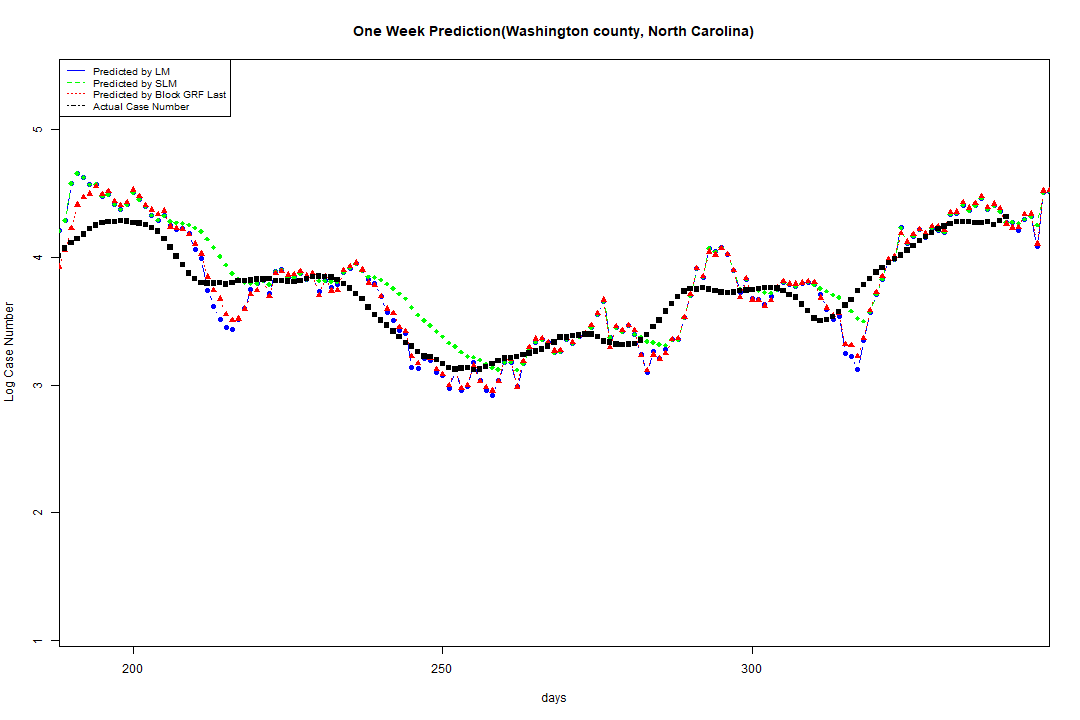 One Week Prediction(Washington county, North Carolina)
Predicted by LM
Predicted by SLM
Predicted by Block GRF Last
Actual Case Number
5
4
3
2
1
Log Case Number
200 250 300
days